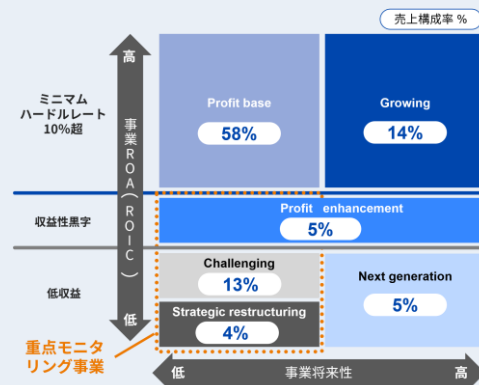 売上構成率 %
高
ミニマム
ハードルレート
10%超
Profit base
58%
Growing
14%
事業ROA(ROIC)
収益性黒字
Profit enhancement
5%
低収益
Challenging
13%
Next generation
5%
Strategic restructuring
4%
低
重点モニタ
リング事業
低
事業将来性
高